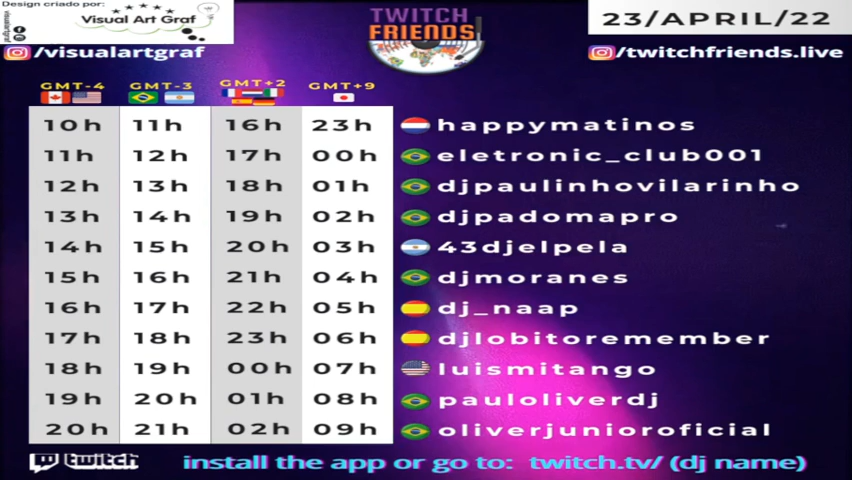 Design criado por:
Visual Art Graf
/visualartgraf
TWITCH
FRIENDS
23/APRIL/22
/twitchfriends.live
GMT-4 GMT-3 GMT+2 GMT+9
10h 11h 16h 23h happymatinos
11h 12h 17h 00h eletronic_club001
12h 13h 18h 01h djpaulinhovilarinho
13h 14h 19h 02h djpadomapro
14h 15h 20h 03h 43djelpela
15h 16h 21h 04h djmoranes
16h 17h 22h 05h dj_naap
17h 18h 23h 06h djlobitoremember
18h 19h 00h 07h luismitango
19h 20h 01h 08h pauloliverdj
20h 21h 02h 09h oliverjunioroficial
twitch install the app or go to: twitch.tv/ (dj name)